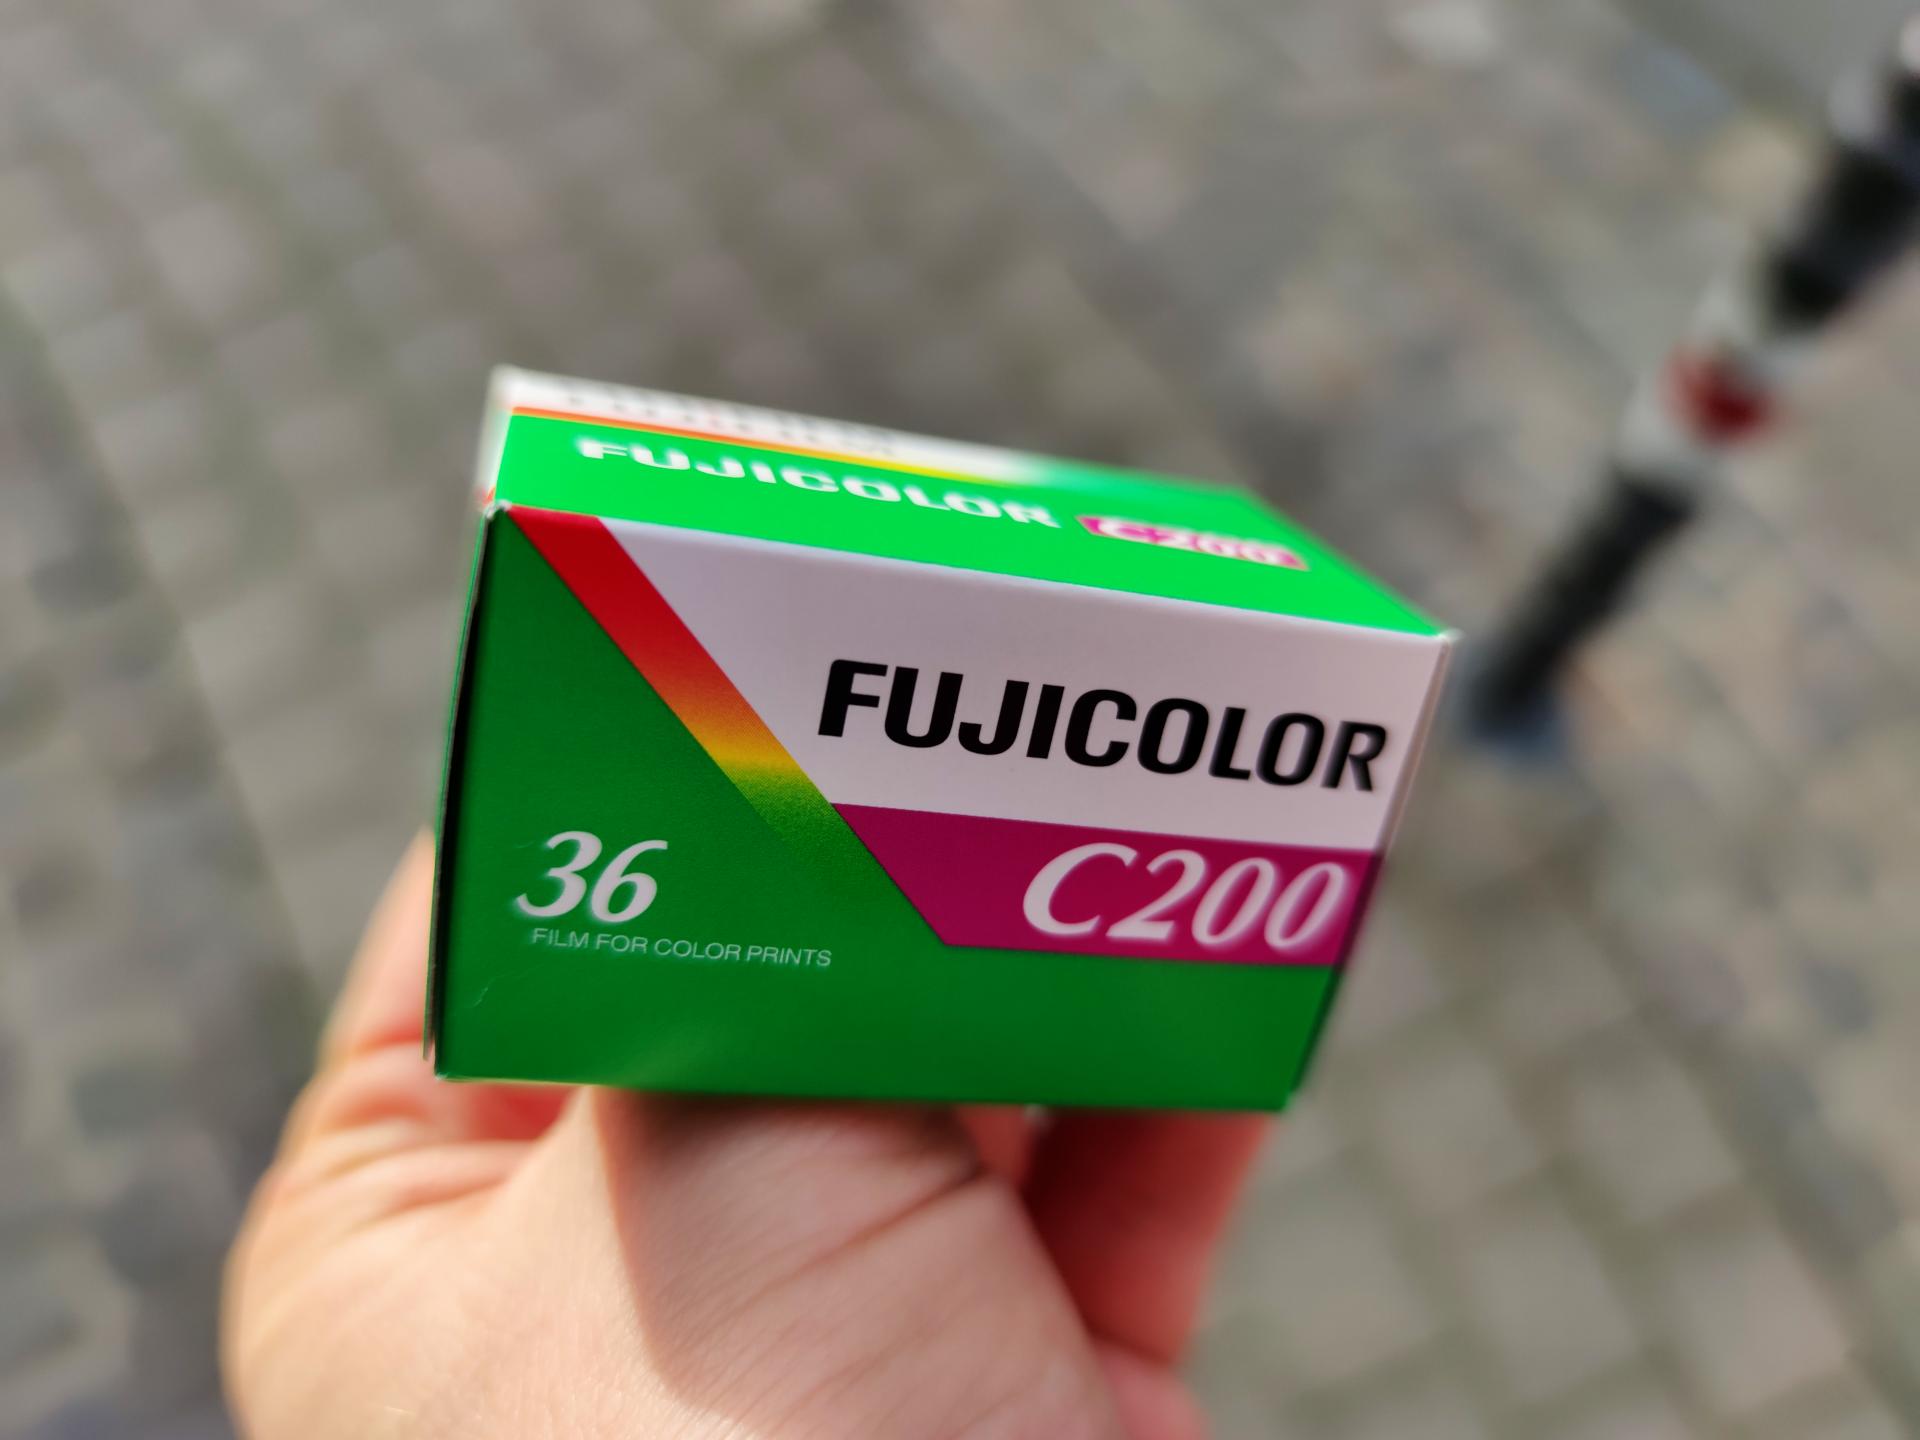 FUJICOLOR C200
FUJICOLOR
C200
36
FILM FOR COLOR PRINTS